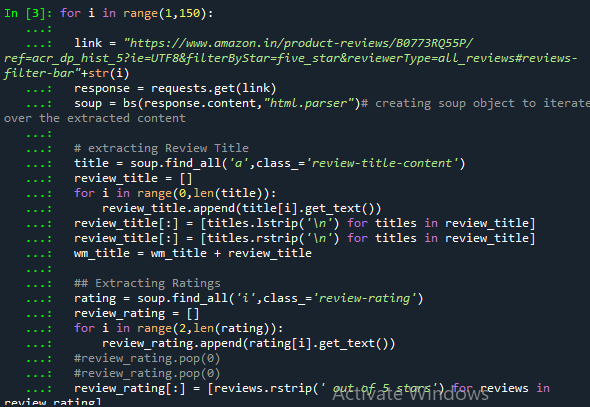 In [3]: for i in range(1,150):
   ...:
   ...:     link = "https://www.amazon.in/product-reviews/B0773RQ55P/
ref=acr_dp_hist_5?ie=UTF8&filterByStar=five_star&reviewerType=all_reviews#reviews-
filter-bar"+str(i)
   ...:     response = requests.get(link)
   ...:     soup = bs(response.content,"html.parser")# creating soup object to iterate
over the extracted content
   ...:
   ...:     # extracting Review Title
   ...:     title = soup.find_all('a',class_='review-title-content')
   ...:     review_title = []
   ...:     for i in range(0,len(title)):
   ...:         review_title.append(title[i].get_text())
   ...:     review_title[:] = [titles.lstrip('\n') for titles in review_title]
   ...:     review_title[:] = [titles.rstrip('\n') for titles in review_title]
   ...:     wm_title = wm_title + review_title
   ...:
   ...:     ## Extracting Ratings
   ...:     rating = soup.find_all('i',class_='review-rating')
   ...:     review_rating = []
   ...:     for i in range(2,len(rating)):
   ...:         review_rating.append(rating[i].get_text())
   ...:     #review_rating.pop(0)
   ...:     #review_rating.pop(0)
   ...:     review_rating[:] = [reviews.rstrip(' out of 5 stars') for reviews in
review_rating]
Activate Windows